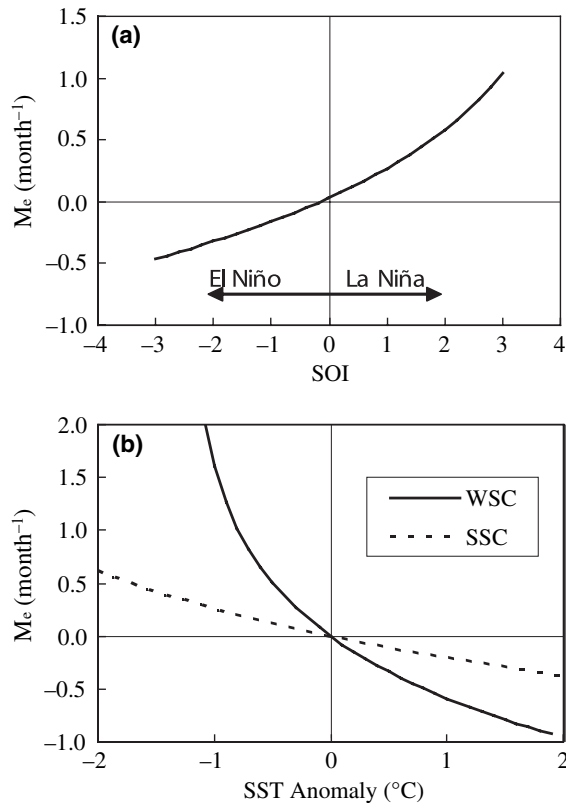 (a)
1.5
1.0
0.5
0.0
−0.5
−1.0
Mₑ (month⁻¹)
El Niño La Niña
−4 −3 −2 −1 0 1 2 3 4
SOI
(b)
2.0
1.5
1.0
0.5
0.0
−0.5
−1.0
Mₑ (month⁻¹)
WSC
SSC
−2 −1 0 1 2
SST Anomaly (°C)